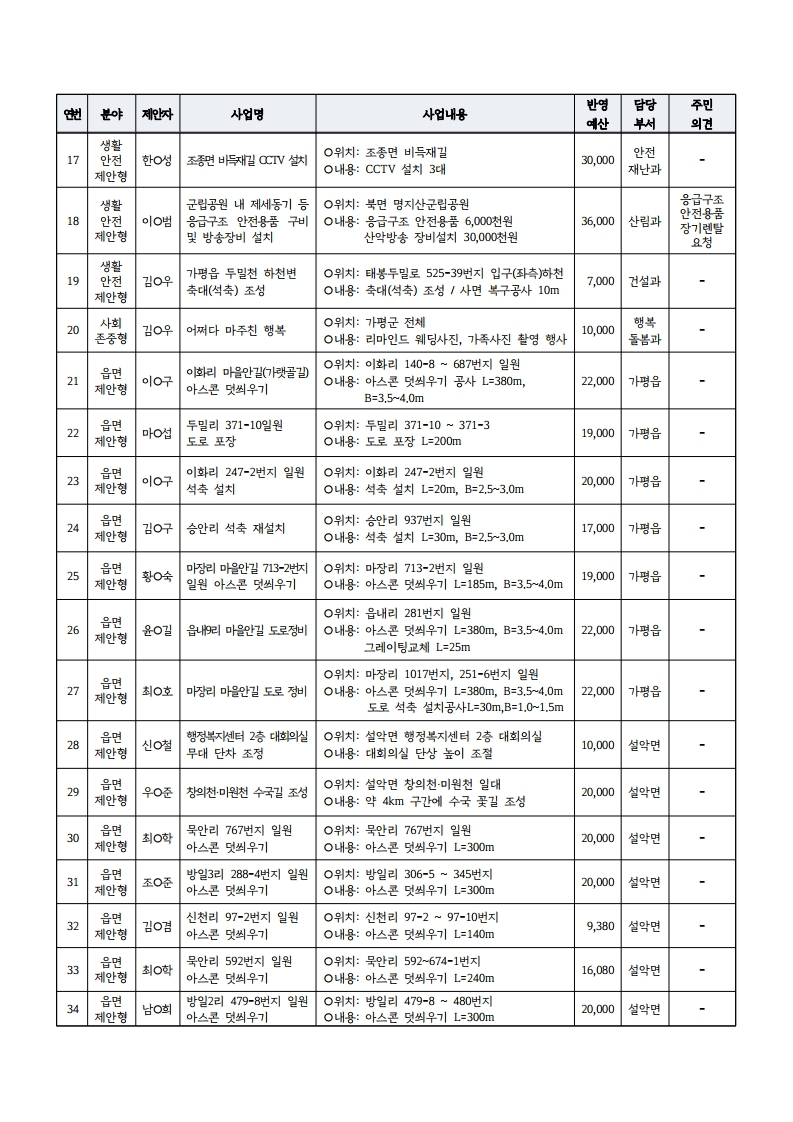 연번 분야 제안자 사업명 사업내용 반영 예산 담당 부서 주민 의견
17 생활 안전 제안형 한○성 조종면 비득재길 CCTV 설치 ○위치: 조종면 비득재길
○내용: CCTV 설치 3대 30,000 안전 재난과 -
18 생활 안전 제안형 이○범 군립공원 내 제세동기 등 응급구조 안전용품 구비 및 방송장비 설치 ○위치: 북면 명지산군립공원
○내용: 응급구조 안전용품 6,000천원
산악방송 장비설치 30,000천원 36,000 산림과 응급구조 안전용품 장기렌탈 요청
19 생활 안전 제안형 김○우 가평읍 두밀천 하천변 축대(석축) 조성 ○위치: 태봉두밀로 525-39번지 입구(좌측)하천
○내용: 축대(석축) 조성 / 사면 복구공사 10m 7,000 건설과 -
20 사회 존중형 김○우 어쩌다 마주친 행복 ○위치: 가평군 전체
○내용: 리마인드 웨딩사진, 가족사진 촬영 행사 10,000 행복 돌봄과 -
21 읍면 제안형 이○구 이화리 마을안길(가랫골길) 아스콘 덧씌우기 ○위치: 이화리 140-8 ~ 687번지 일원
○내용: 아스콘 덧씌우기 공사 L=380m,
B=3.5~4.0m 22,000 가평읍 -
22 읍면 제안형 마○섭 두밀리 371-10일원 도로 포장 ○위치: 두밀리 371-10 ~ 371-3
○내용: 도로 포장 L=200m 19,000 가평읍 -
23 읍면 제안형 이○구 이화리 247-2번지 일원 석축 설치 ○위치: 이화리 247-2번지 일원
○내용: 석축 설치 L=20m, B=2.5~3.0m 20,000 가평읍 -
24 읍면 제안형 김○구 승안리 석축 재설치 ○위치: 승안리 937번지 일원
○내용: 석축 설치 L=30m, B=2.5~3.0m 17,000 가평읍 -
25 읍면 제안형 황○숙 마장리 마을안길 713-2번지 일원 아스콘 덧씌우기 ○위치: 마장리 713-2번지 일원
○내용: 아스콘 덧씌우기 L=185m, B=3.5~4.0m 19,000 가평읍 -
26 읍면 제안형 윤○길 읍내9리 마을안길 도로정비 ○위치: 읍내리 281번지 일원
○내용: 아스콘 덧씌우기 L=380m, B=3.5~4.0m
그레이팅교체 L=25m 22,000 가평읍 -
27 읍면 제안형 최○호 마장리 마을안길 도로 정비 ○위치: 마장리 1017번지, 251-6번지 일원
○내용: 아스콘 덧씌우기 L=380m, B=3.5~4.0m
도로 석축 설치공사L=30m,B=1.0~1.5m 22,000 가평읍 -
28 읍면 제안형 신○철 행정복지센터 2층 대회의실 무대 단차 조정 ○위치: 설악면 행정복지센터 2층 대회의실
○내용: 대회의실 단상 높이 조절 10,000 설악면 -
29 읍면 제안형 우○준 창의천·미원천 수국길 조성 ○위치: 설악면 창의천·미원천 일대
○내용: 약 4km 구간에 수국 꽃길 조성 20,000 설악면 -
30 읍면 제안형 최○학 묵안리 767번지 일원 아스콘 덧씌우기 ○위치: 묵안리 767번지 일원
○내용: 아스콘 덧씌우기 L=300m 20,000 설악면 -
31 읍면 제안형 조○준 방일3리 288-4번지 일원 아스콘 덧씌우기 ○위치: 방일리 306-5 ~ 345번지
○내용: 아스콘 덧씌우기 L=300m 20,000 설악면 -
32 읍면 제안형 김○겸 신천리 97-2번지 일원 아스콘 덧씌우기 ○위치: 신천리 97-2 ~ 97-10번지
○내용: 아스콘 덧씌우기 L=140m 9,380 설악면 -
33 읍면 제안형 최○학 묵안리 592번지 일원 아스콘 덧씌우기 ○위치: 묵안리 592~674-1번지
○내용: 아스콘 덧씌우기 L=240m 16,080 설악면 -
34 읍면 제안형 남○희 방일2리 479-8번지 일원 아스콘 덧씌우기 ○위치: 방일리 479-8 ~ 480번지
○내용: 아스콘 덧씌우기 L=300m 20,000 설악면 -